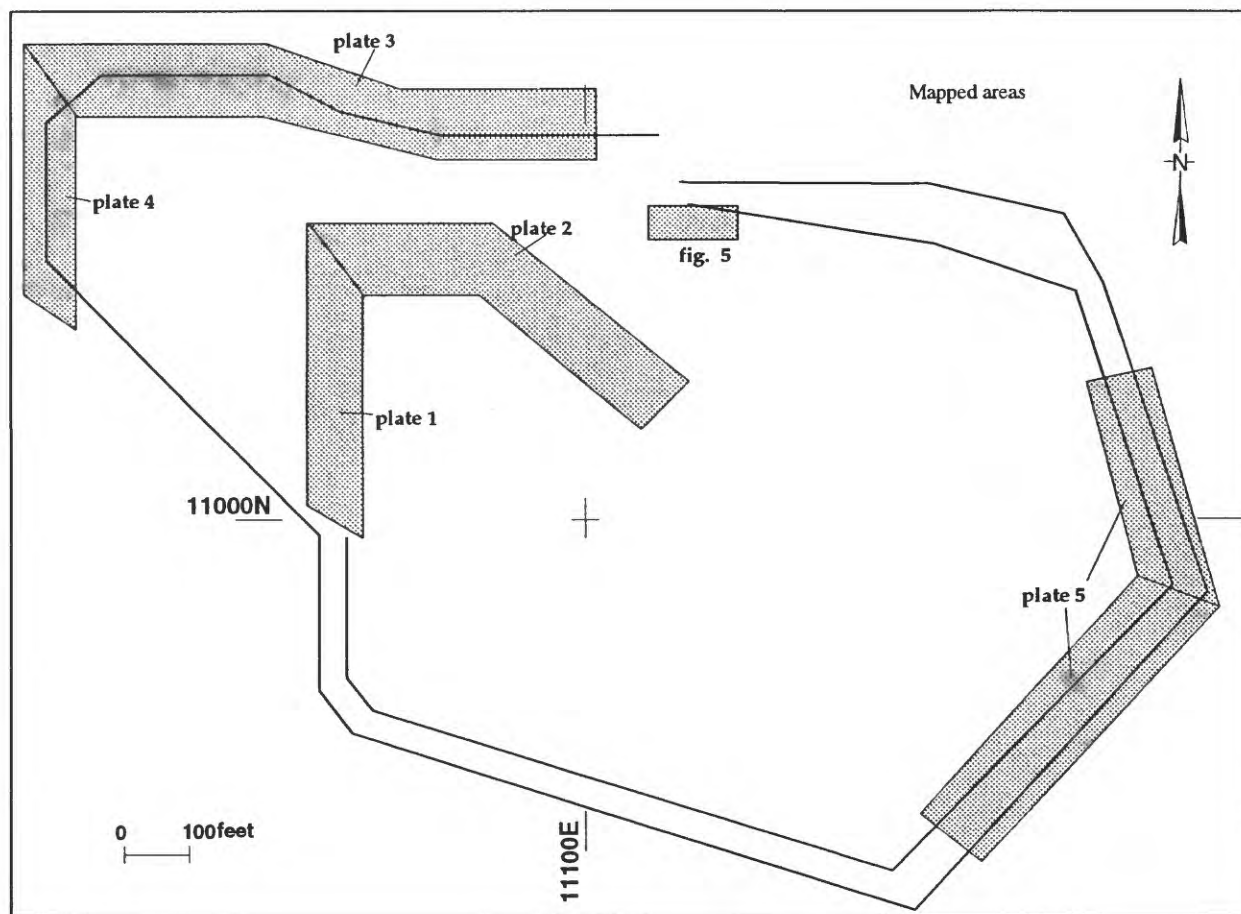 plate 3
Mapped areas
N
plate 4
plate 2
fig. 5
plate 1
11000N
plate 5
0 100feet
11100E